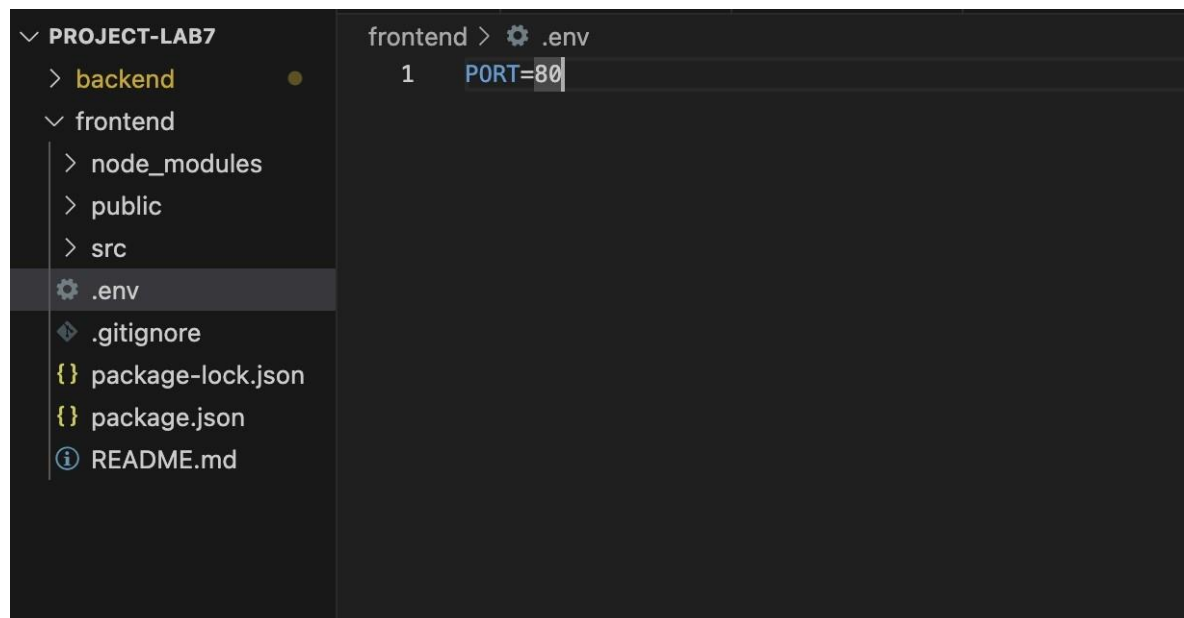 PROJECT-LAB7
backend
frontend
node_modules
public
src
.env
.gitignore
package-lock.json
package.json
README.md
frontend > .env
1 PORT=80